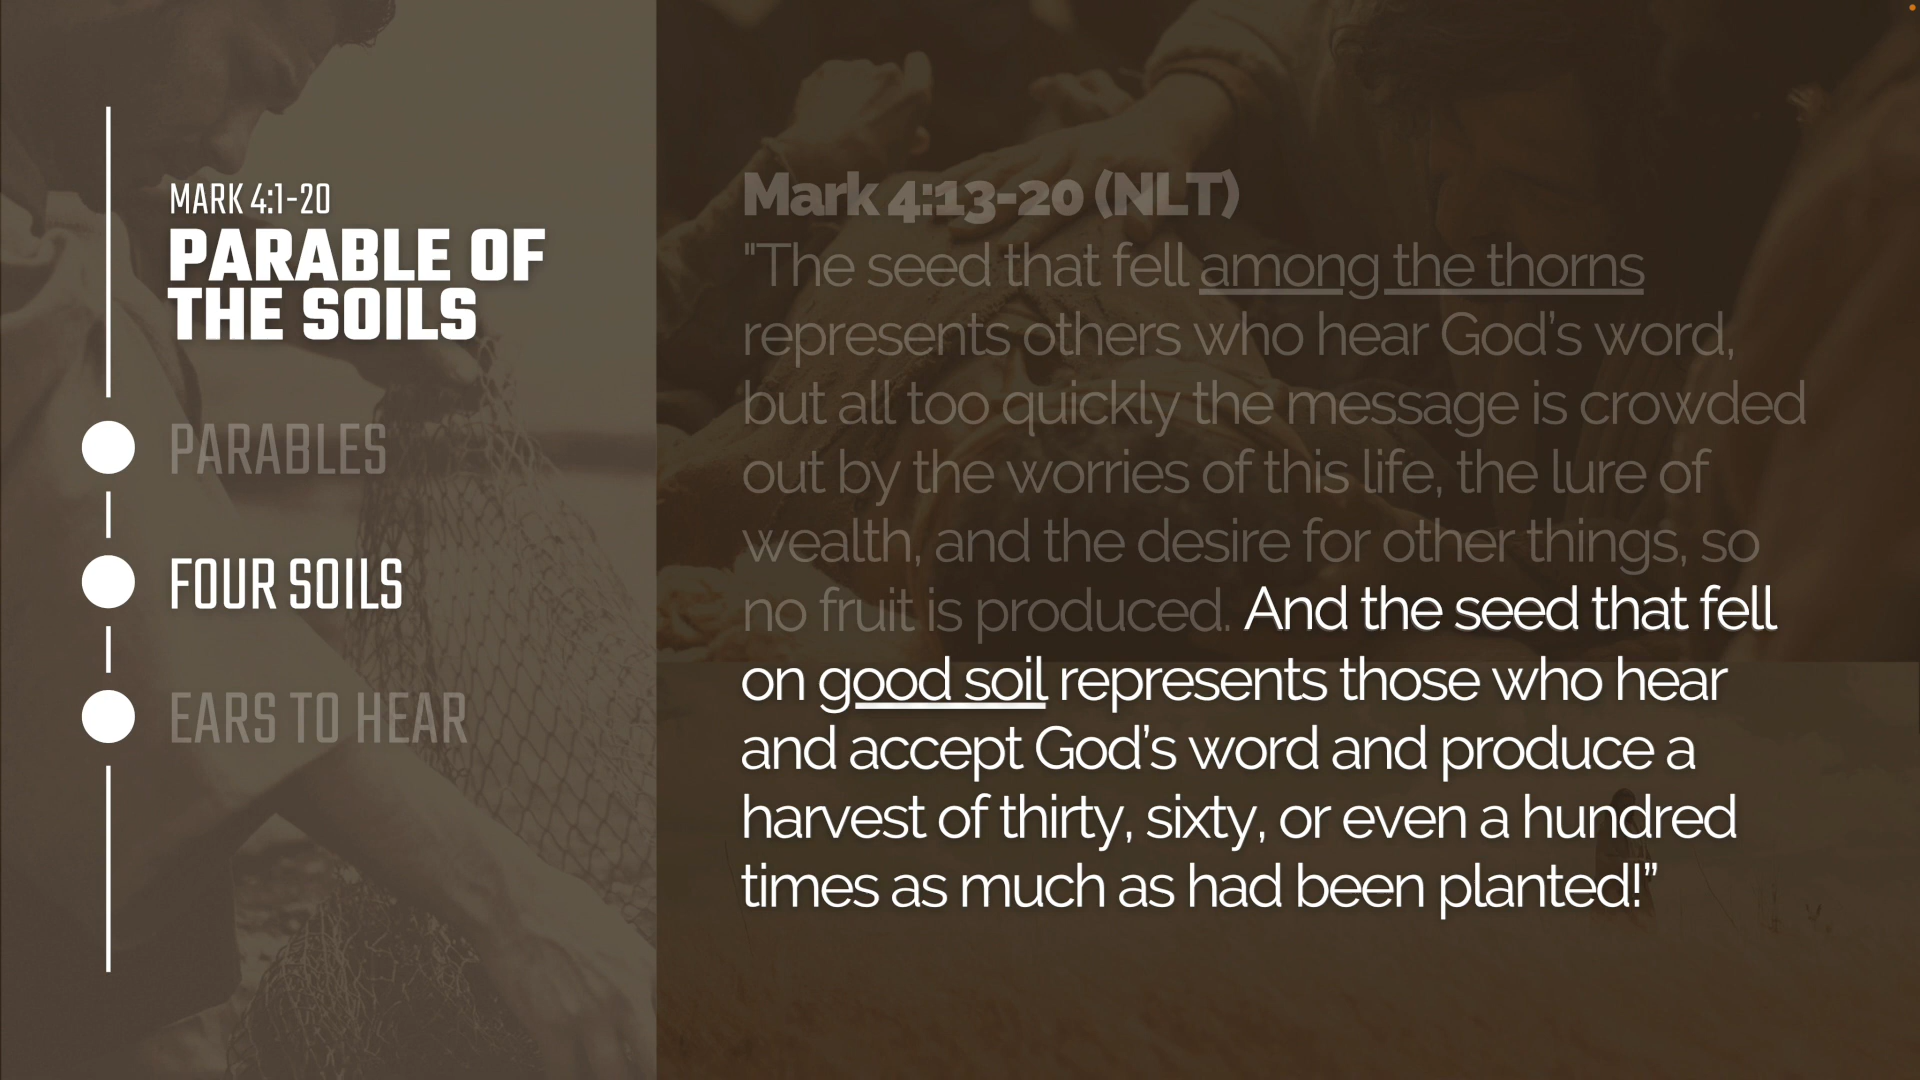 MARK 4:1-20
PARABLE OF
THE SOILS
PARABLES
FOUR SOILS
EARS TO HEAR
Mark 4:13-20 (NLT)
"The seed that fell among the thorns
represents others who hear God’s word,
but all too quickly the message is crowded
out by the worries of this life, the lure of
wealth, and the desire for other things, so
no fruit is produced. And the seed that fell
on good soil represents those who hear
and accept God’s word and produce a
harvest of thirty, sixty, or even a hundred
times as much as had been planted!”